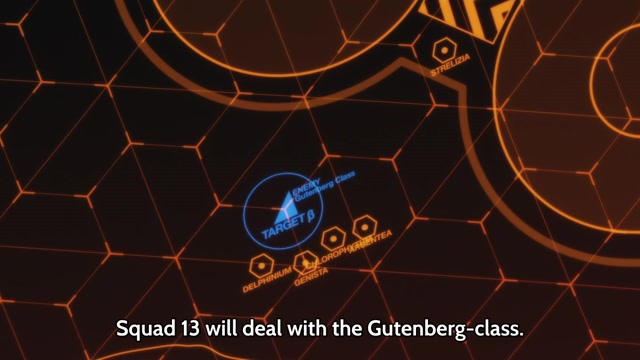 STRELIZIA
ENEMY
Gutenberg Class
TARGET β
DELPHINIUM
GENISTA
CHLOROPHYTUM
ARGENTEA
Squad 13 will deal with the Gutenberg-class.